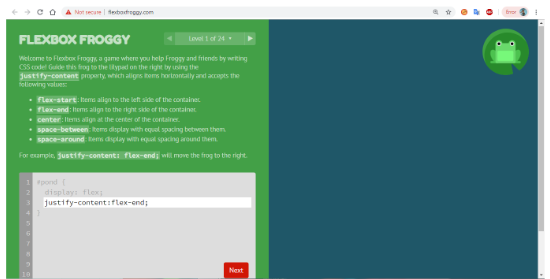 Not secure | flexboxfroggy.com
Error
FLEXBOX FROGGY
Level 1 of 24
Welcome to Flexbox Froggy, a game where you help Froggy and friends by writing
CSS code! Guide this frog to the lilypad on the right by using the
justify-content property, which aligns items horizontally and accepts the
following values:
• flex-start: Items align to the left side of the container.
• flex-end: Items align to the right side of the container.
• center: Items align at the center of the container.
• space-between: Items display with equal spacing between them.
• space-around: Items display with equal spacing around them.
For example, justify-content: flex-end; will move the frog to the right.
1 #pond {
2 display: flex;
3 justify-content:flex-end;
4 }
5
6
7
8
9
10
Next